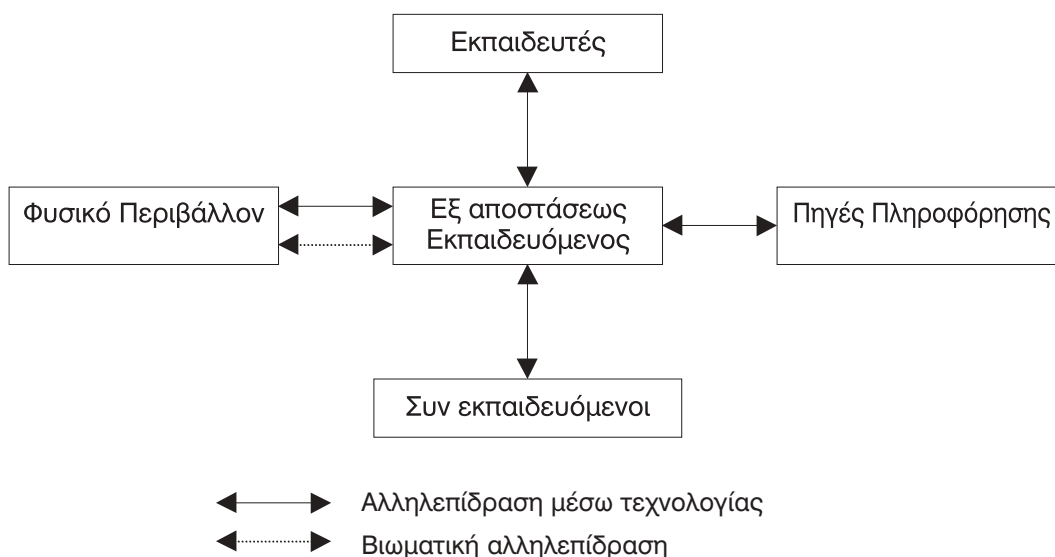 Εκπαιδευτές
Φυσικό Περιβάλλον
Εξ αποστάσεως
Εκπαιδευόμενος
Πηγές Πληροφόρησης
Συν εκπαιδευόμενοι
Αλληλεπίδραση μέσω τεχνολογίας
Βιωματική αλληλεπίδραση